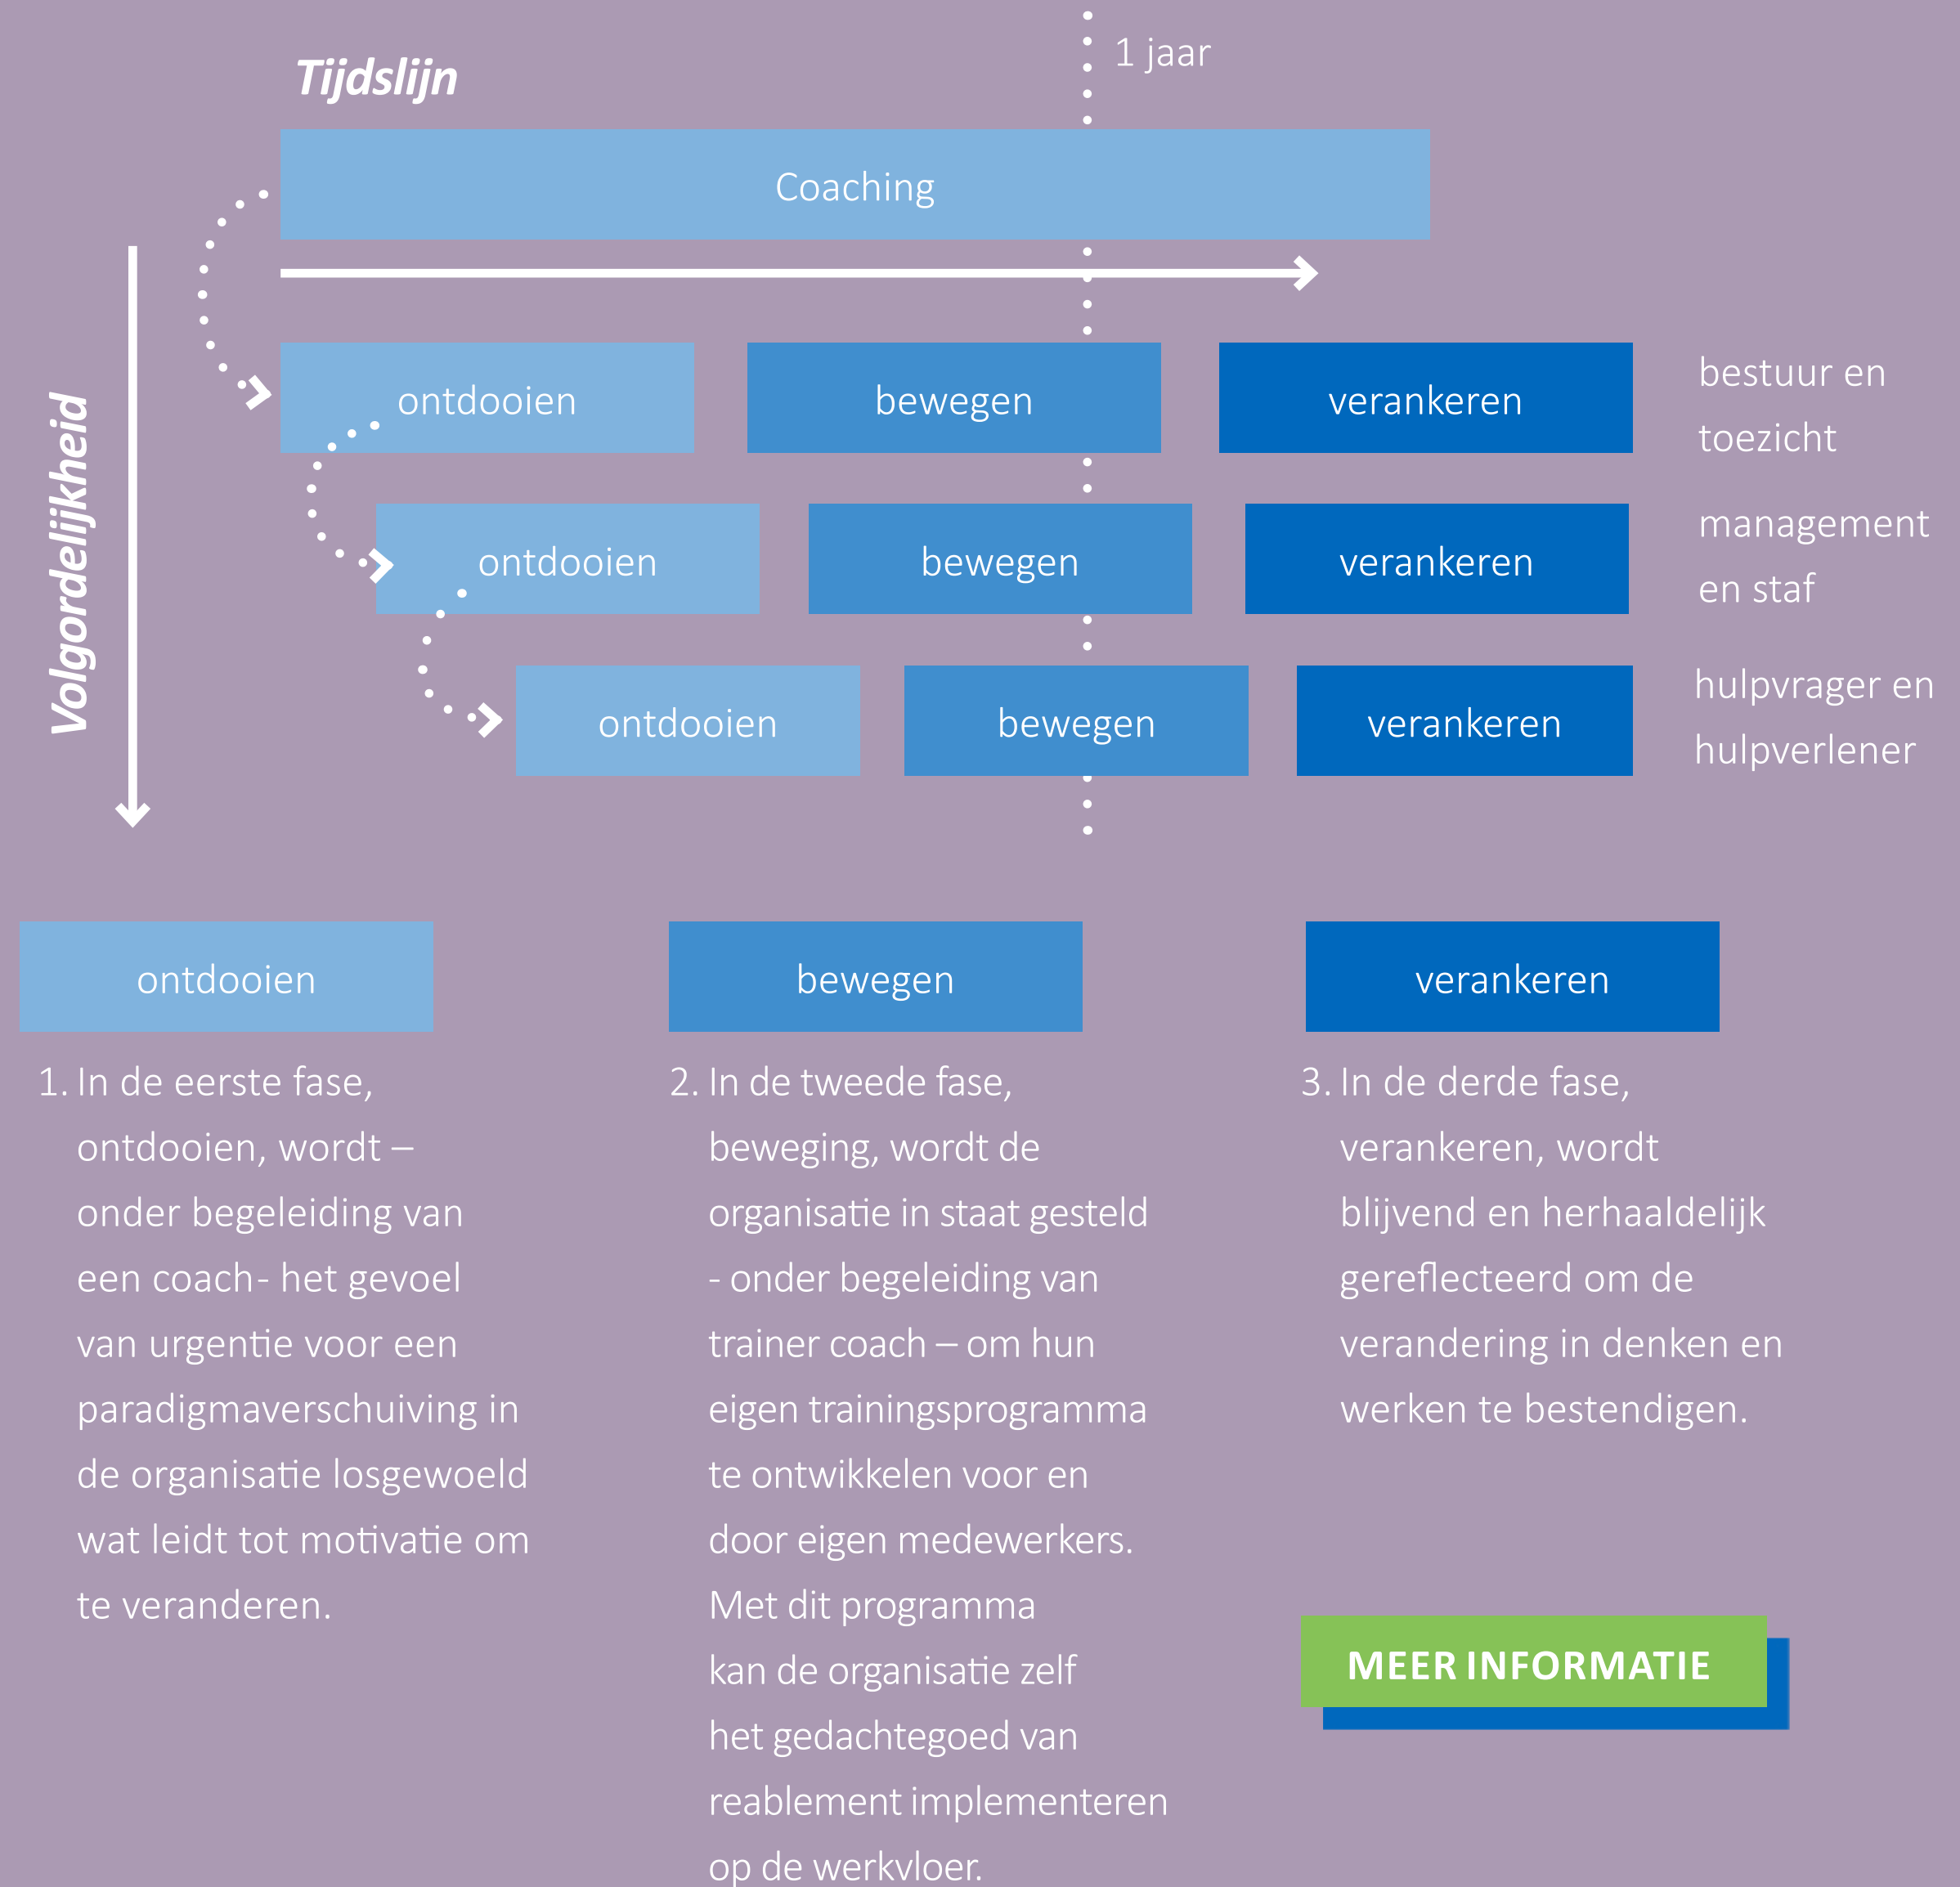 Tijdslijn
1 jaar
Coaching
Volgordelijkheid
ontdooien
bewegen
verankeren
bestuur en
toezicht
ontdooien
bewegen
verankeren
management
en staf
ontdooien
bewegen
verankeren
hulpvrager en
hulpverlener
ontdooien
1. In de eerste fase,
ontdooien, wordt –
onder begeleiding van
een coach- het gevoel
van urgentie voor een
paradigmaverschuiving in
de organisatie losgewoeld
wat leidt tot motivatie om
te veranderen.
bewegen
2. In de tweede fase,
beweging, wordt de
organisatie in staat gesteld
- onder begeleiding van
trainer coach – om hun
eigen trainingsprogramma
te ontwikkelen voor en
door eigen medewerkers.
Met dit programma
kan de organisatie zelf
het gedachtegoed van
reablement implementeren
op de werkvloer.
verankeren
3. In de derde fase,
verankeren, wordt
blijvend en herhaaldelijk
gereflecteerd om de
verandering in denken en
werken te bestendigen.
MEER INFORMATIE